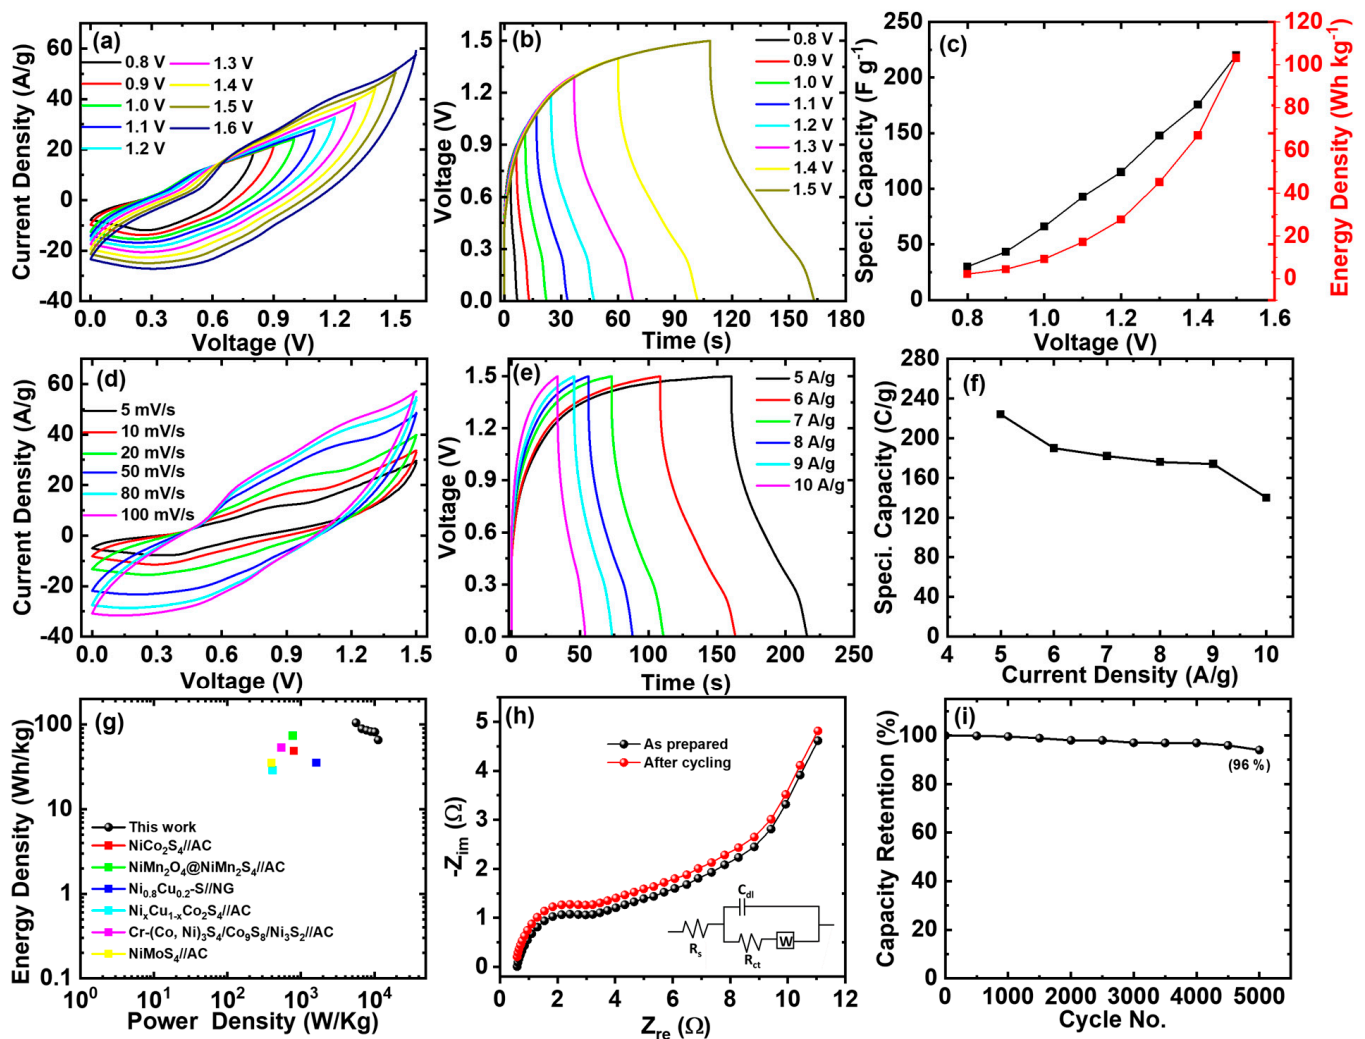 (a)
Current Density (A/g)
60
40
20
0
-20
-40
0.8 V
0.9 V
1.0 V
1.1 V
1.2 V
1.3 V
1.4 V
1.5 V
1.6 V
0.0 0.3 0.6 0.9 1.2 1.5
Voltage (V)
(b)
Voltage (V)
1.5
1.2
0.9
0.6
0.3
0.0
0.8 V
0.9 V
1.0 V
1.1 V
1.2 V
1.3 V
1.4 V
1.5 V
0 30 60 90 120 150 180
Time (s)
(c)
Speci. Capacity (F g⁻¹)
250
225
200
150
100
50
0
Energy Density (Wh kg⁻¹)
120
100
80
60
40
20
0
0.8 1.0 1.2 1.4 1.6
Voltage (V)
(d)
Current Density (A/g)
60
40
20
0
-20
-40
5 mV/s
10 mV/s
20 mV/s
50 mV/s
80 mV/s
100 mV/s
0.0 0.3 0.6 0.9 1.2 1.5
Voltage (V)
(e)
Voltage (V)
1.5
1.2
0.9
0.6
0.3
0.0
5 A/g
6 A/g
7 A/g
8 A/g
9 A/g
10 A/g
0 50 100 150 200 250
Time (s)
(f)
Speci. Capacity (C/g)
280
240
200
160
120
80
40
0
4 5 6 7 8 9 10
Current Density (A/g)
(g)
Energy Density (Wh/kg)
100
10
1
0.1
This work
NiCo₂S₄//AC
NiMn₂O₄@NiMn₂S₄//AC
Ni₀.₈Cu₀.₂-S//NG
NiₓCu₁₋ₓCo₂S₄//AC
Cr-(Co, Ni)₃S₄/Co₉S₈/Ni₃S₂//AC
NiMoS₄//AC
10⁰ 10¹ 10² 10³ 10⁴
Power Density (W/Kg)
(h)
-Zim (Ω)
5
4
3
2
1
0
As prepared
After cycling
Cdl
Rs
Rct
W
0 2 4 6 8 10 12
Zre (Ω)
(i)
Capacity Retention (%)
100
80
60
40
20
0
(96 %)
0 1000 2000 3000 4000 5000
Cycle No.